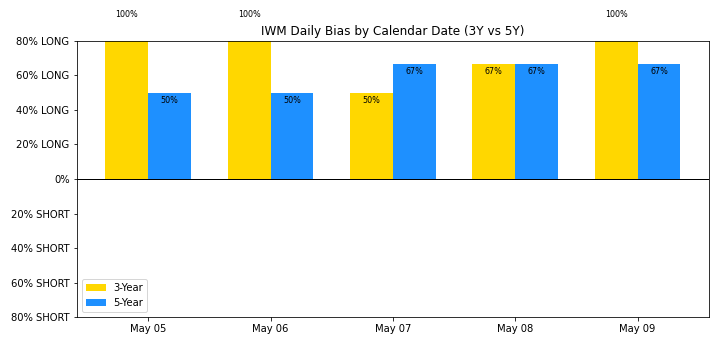 100%
100%
100%
IWM Daily Bias by Calendar Date (3Y vs 5Y)
80% LONG
60% LONG
40% LONG
20% LONG
0%
20% SHORT
40% SHORT
60% SHORT
80% SHORT
50%
50%
50%
67%
67%
67%
67%
3-Year
5-Year
May 05
May 06
May 07
May 08
May 09